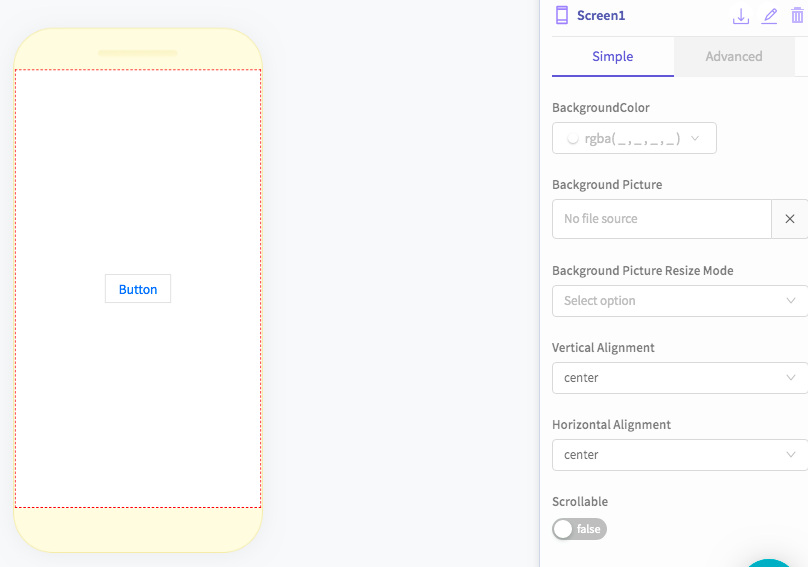 Screen1
Simple
Advanced
BackgroundColor
rgba( _ , _ , _ , _ )
Background Picture
No file source
Background Picture Resize Mode
Select option
Vertical Alignment
center
Horizontal Alignment
center
Scrollable
false
Button